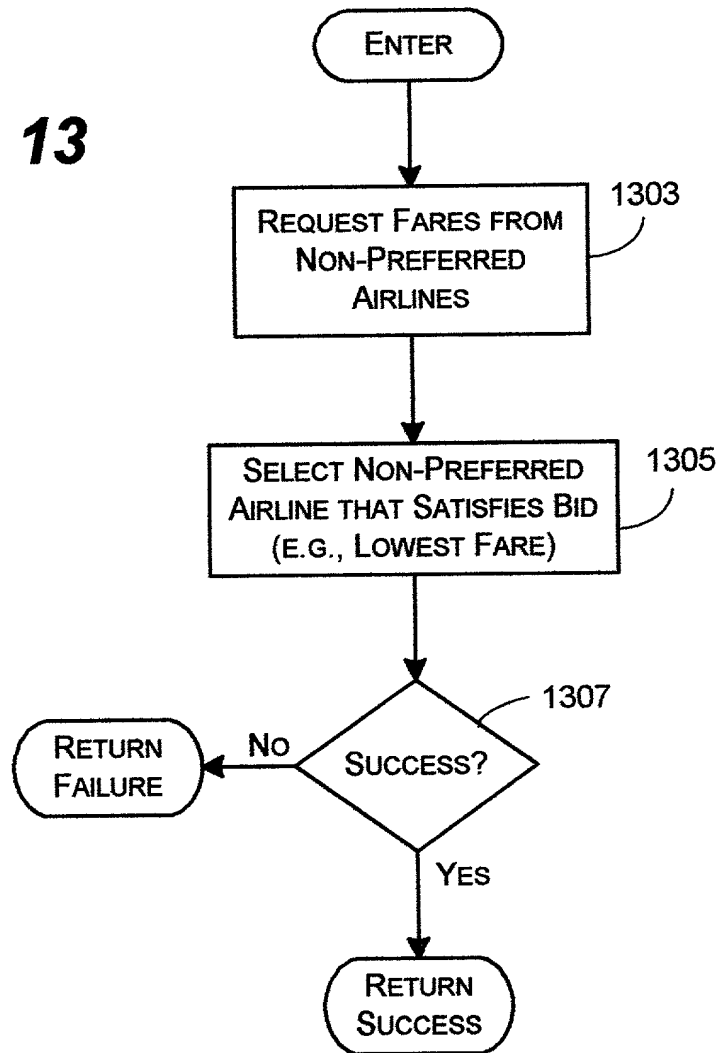 ENTER
13
1303
REQUEST FARES FROM
NON-PREFERRED
AIRLINES
1305
SELECT NON-PREFERRED
AIRLINE THAT SATISFIES BID
(E.G., LOWEST FARE)
1307
SUCCESS?
NO
RETURN
FAILURE
YES
RETURN
SUCCESS